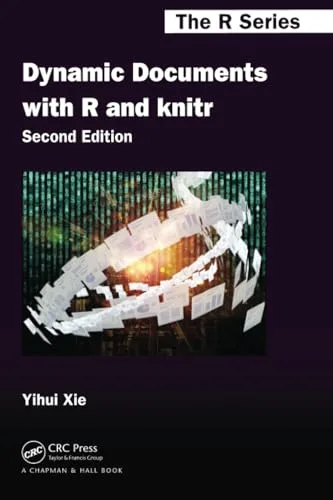 The R Series
Dynamic Documents
with R and knitr
Second Edition
Yihui Xie
CRC
CRC Press
Taylor & Francis Group
A CHAPMAN & HALL BOOK